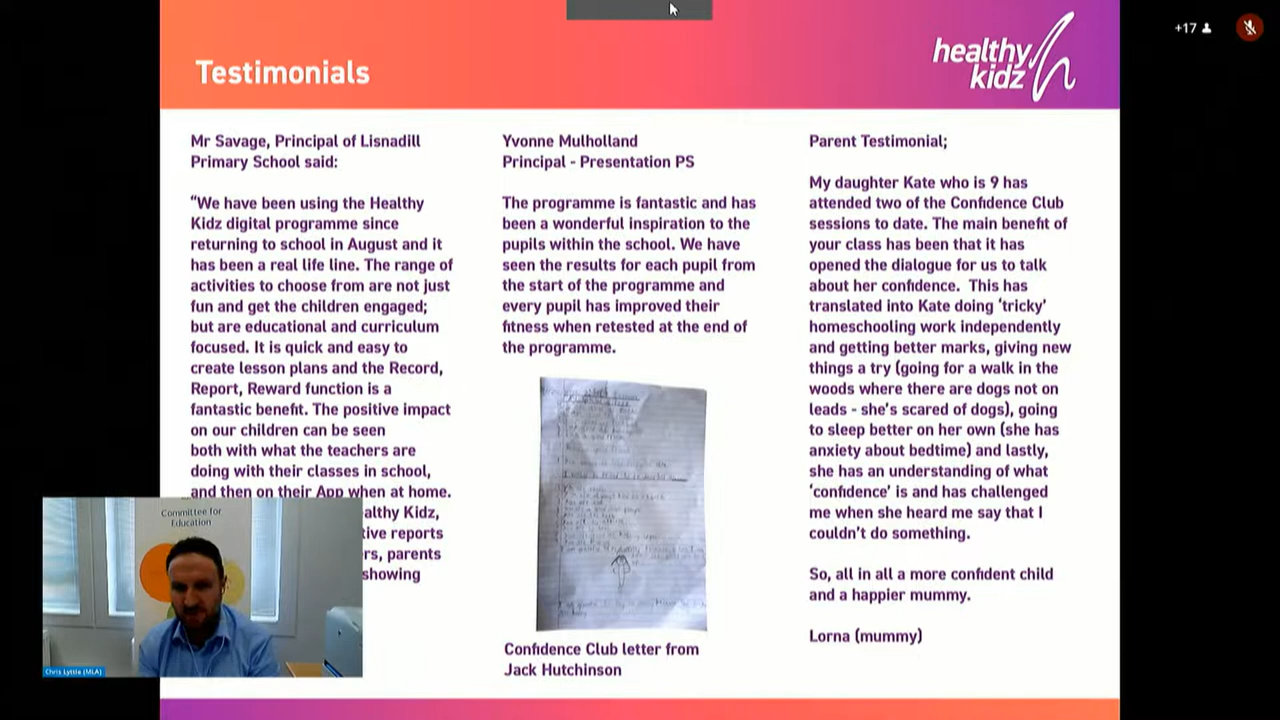 +17
Testimonials
healthy
kidz
Mr Savage, Principal of Lisnadill
Primary School said:
“We have been using the Healthy
Kidz digital programme since
returning to school in August and it
has been a real life line. The range of
activities to choose from are not just
fun and get the children engaged;
but are educational and curriculum
focused. It is quick and easy to
create lesson plans and the Record,
Report, Reward function is a
fantastic benefit. The positive impact
on our children can be seen
both with what the teachers are
doing with their classes in school,
and then on their App when at home.
althy Kidz,
tive reports
rs, parents
showing
Yvonne Mulholland
Principal - Presentation PS
The programme is fantastic and has
been a wonderful inspiration to the
pupils within the school. We have
seen the results for each pupil from
the start of the programme and
every pupil has improved their
fitness when retested at the end of
the programme.
Confidence Club letter from
Jack Hutchinson
Parent Testimonial;
My daughter Kate who is 9 has
attended two of the Confidence Club
sessions to date. The main benefit of
your class has been that it has
opened the dialogue for us to talk
about her confidence. This has
translated into Kate doing ‘tricky’
homeschooling work independently
and getting better marks, giving new
things a try (going for a walk in the
woods where there are dogs not on
leads - she’s scared of dogs), going
to sleep better on her own (she has
anxiety about bedtime) and lastly,
she has an understanding of what
‘confidence’ is and has challenged
me when she heard me say that I
couldn’t do something.
So, all in all a more confident child
and a happier mummy.
Lorna (mummy)
Committee for
Education
Chris Lyttle (MLA)